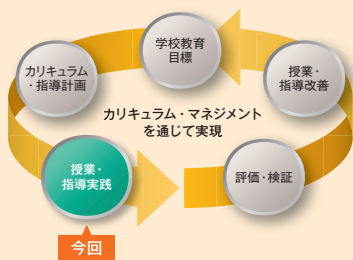 学校教育
目標
カリキュラム
・指導計画
授業・
指導改善
カリキュラム・マネジメント
を通じて実現
授業・
指導実践
評価・検証
今回